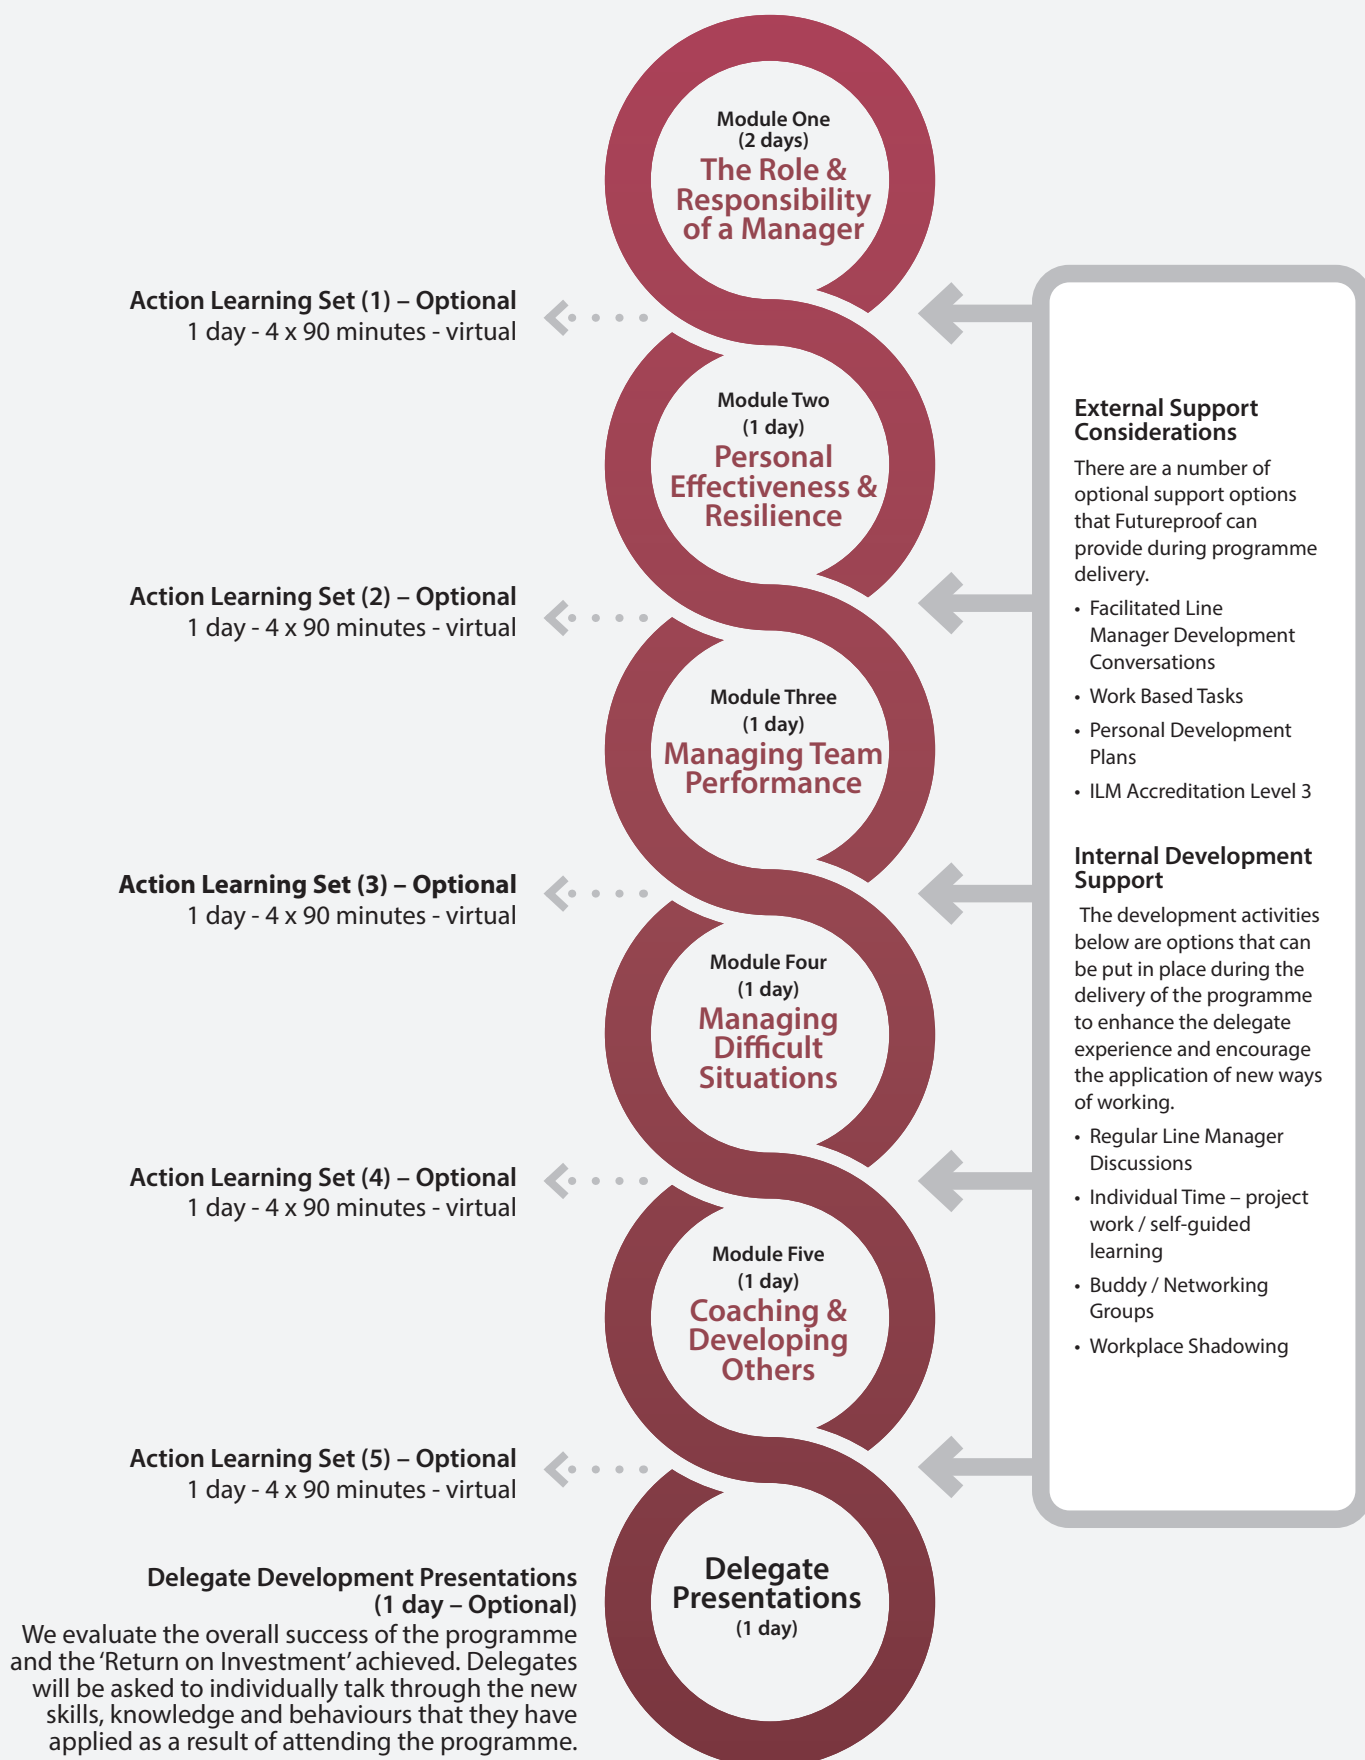 Module One
(2 days)
The Role &
Responsibility
of a Manager
Action Learning Set (1) – Optional
1 day - 4 x 90 minutes - virtual
Module Two
(1 day)
Personal
Effectiveness &
Resilience
Action Learning Set (2) – Optional
1 day - 4 x 90 minutes - virtual
Module Three
(1 day)
Managing Team
Performance
Action Learning Set (3) – Optional
1 day - 4 x 90 minutes - virtual
Module Four
(1 day)
Managing
Difficult
Situations
Action Learning Set (4) – Optional
1 day - 4 x 90 minutes - virtual
Module Five
(1 day)
Coaching &
Developing
Others
Action Learning Set (5) – Optional
1 day - 4 x 90 minutes - virtual
Delegate
Presentations
(1 day)
Delegate Development Presentations
(1 day – Optional)
We evaluate the overall success of the programme
and the ‘Return on Investment’ achieved. Delegates
will be asked to individually talk through the new
skills, knowledge and behaviours that they have
applied as a result of attending the programme.
External Support
Considerations
There are a number of
optional support options
that Futureproof can
provide during programme
delivery.
• Facilitated Line
Manager Development
Conversations
• Work Based Tasks
• Personal Development
Plans
• ILM Accreditation Level 3
Internal Development
Support
The development activities
below are options that can
be put in place during the
delivery of the programme
to enhance the delegate
experience and encourage
the application of new ways
of working.
• Regular Line Manager
Discussions
• Individual Time – project
work / self-guided
learning
• Buddy / Networking
Groups
• Workplace Shadowing